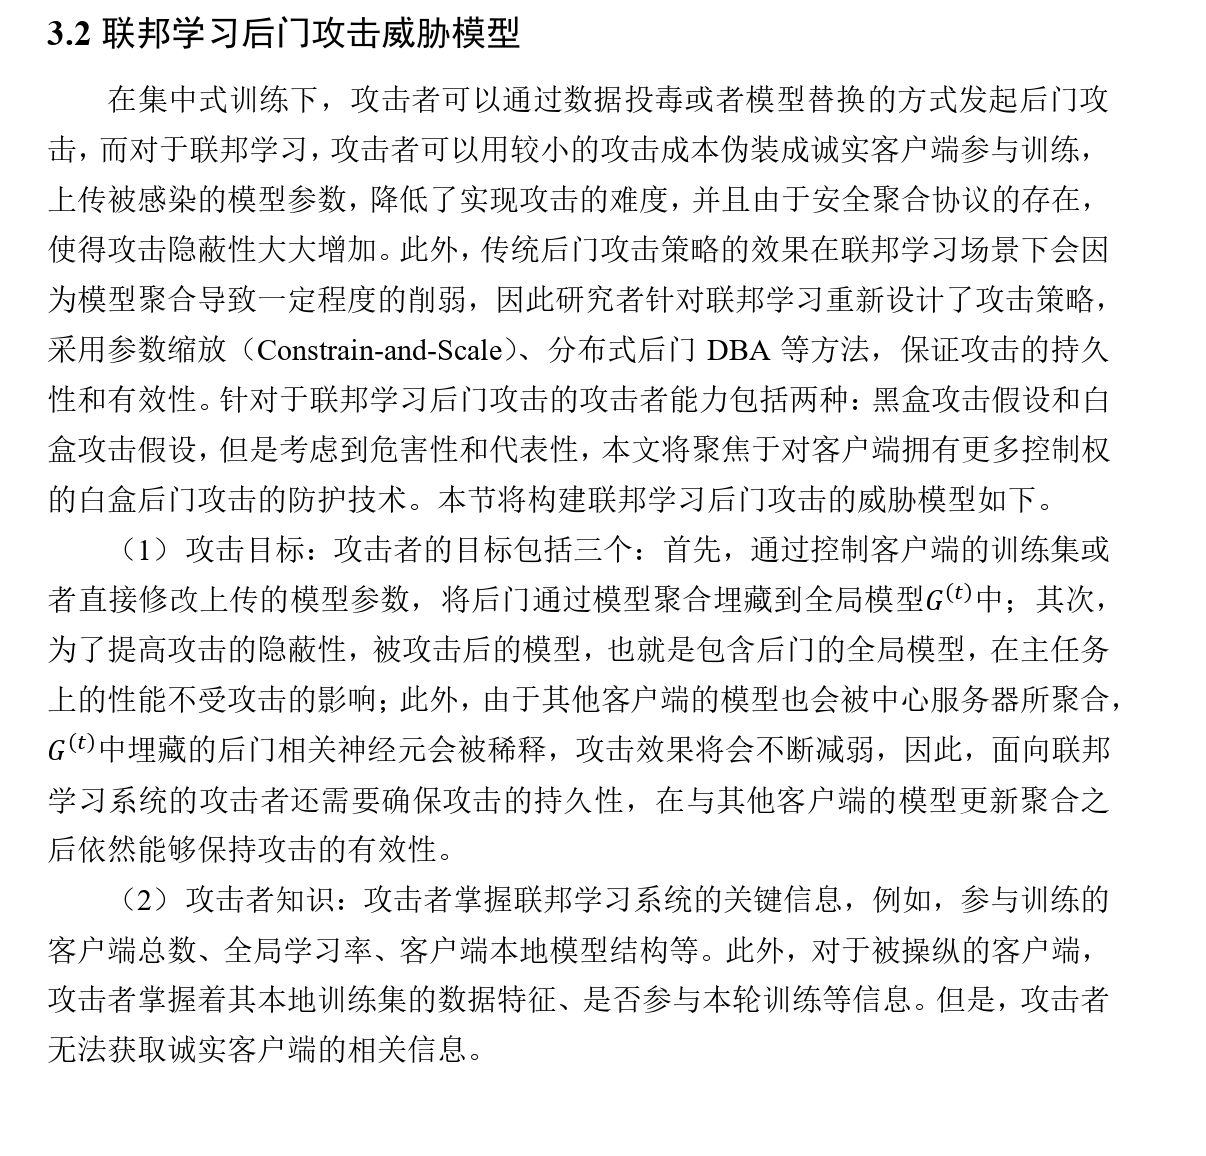 3.2 联邦学习后门攻击威胁模型
在集中式训练下，攻击者可以通过数据投毒或者模型替换的方式发起后门攻
击，而对于联邦学习，攻击者可以用较小的攻击成本伪装成诚实客户端参与训练，
上传被感染的模型参数，降低了实现攻击的难度，并且由于安全聚合协议的存在，
使得攻击隐蔽性大大增加。此外，传统后门攻击策略的效果在联邦学习场景下会因
为模型聚合导致一定程度的削弱，因此研究者针对联邦学习重新设计了攻击策略，
采用参数缩放（Constrain-and-Scale）、分布式后门 DBA 等方法，保证攻击的持久
性和有效性。针对于联邦学习后门攻击的攻击者能力包括两种：黑盒攻击假设和白
盒攻击假设，但是考虑到危害性和代表性，本文将聚焦于对客户端拥有更多控制权
的白盒后门攻击的防护技术。本节将构建联邦学习后门攻击的威胁模型如下。
（1） 攻击目标：攻击者的目标包括三个：首先，通过控制客户端的训练集或
者直接修改上传的模型参数，将后门通过模型聚合埋藏到全局模型G^(t)中；其次，
为了提高攻击的隐蔽性，被攻击后的模型，也就是包含后门的全局模型，在主任务
上的性能不受攻击的影响；此外，由于其他客户端的模型也会被中心服务器所聚合，
G^(t)中埋藏的后门相关神经元会被稀释，攻击效果将会不断减弱，因此，面向联邦
学习系统的攻击者还需要确保攻击的持久性，在与其他客户端的模型更新聚合之
后依然能够保持攻击的有效性。
（2） 攻击者知识：攻击者掌握联邦学习系统的关键信息，例如，参与训练的
客户端总数、全局学习率、客户端本地模型结构等。此外，对于被操纵的客户端，
攻击者掌握着其本地训练集的数据特征、是否参与本轮训练等信息。但是，攻击者
无法获取诚实客户端的相关信息。